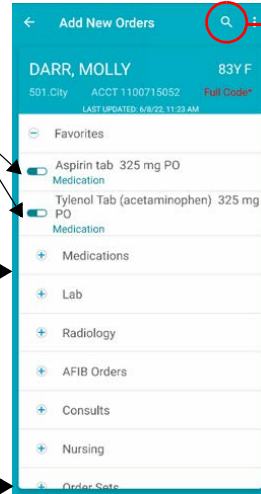 Add New Orders
DARR, MOLLY 83Y F
501.City ACCT 1100715052 Full Code*
LAST UPDATED: 6/8/22, 11:23 AM
Favorites
Aspirin tab 325 mg PO
Medication
Tylenol Tab (acetaminophen) 325 mg
PO
Medication
Medications
Lab
Radiology
AFIB Orders
Consults
Nursing
Order Sets